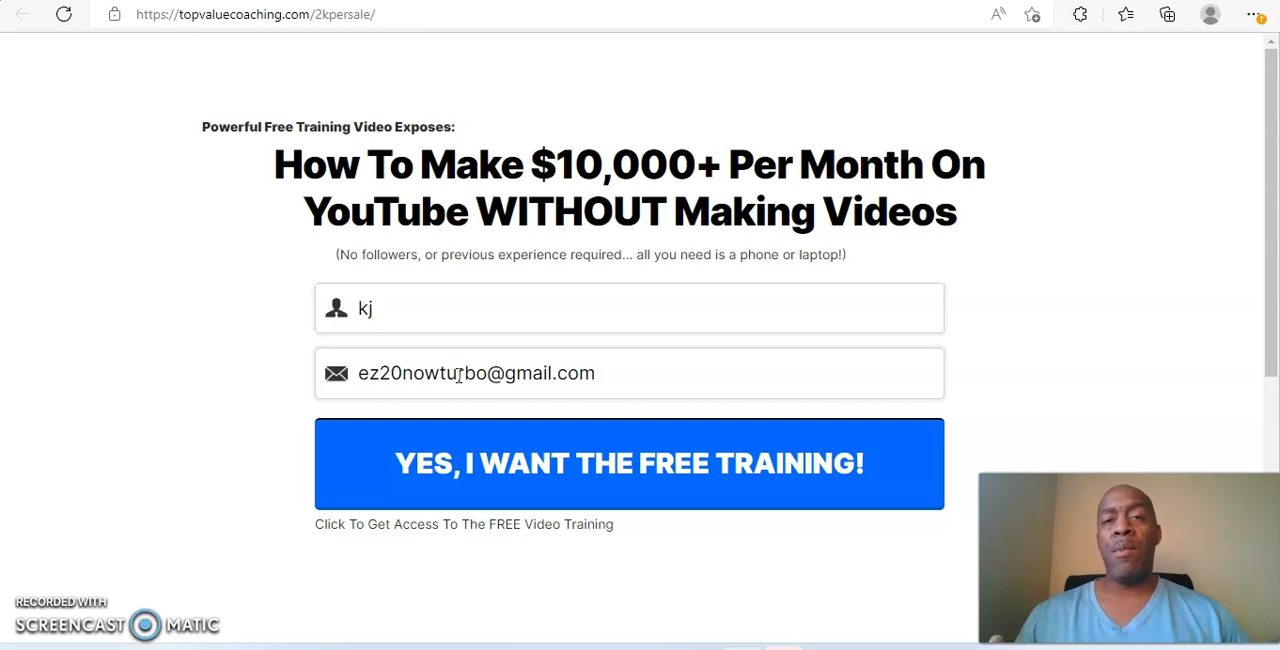 https://topvaluecoaching.com/2kpersale/
Powerful Free Training Video Exposes:
How To Make $10,000+ Per Month On
YouTube WITHOUT Making Videos
(No followers, or previous experience required... all you need is a phone or laptop!)
kj
ez20nowturbo@gmail.com
YES, I WANT THE FREE TRAINING!
Click To Get Access To The FREE Video Training
RECORDED WITH
SCREENCAST MATIC